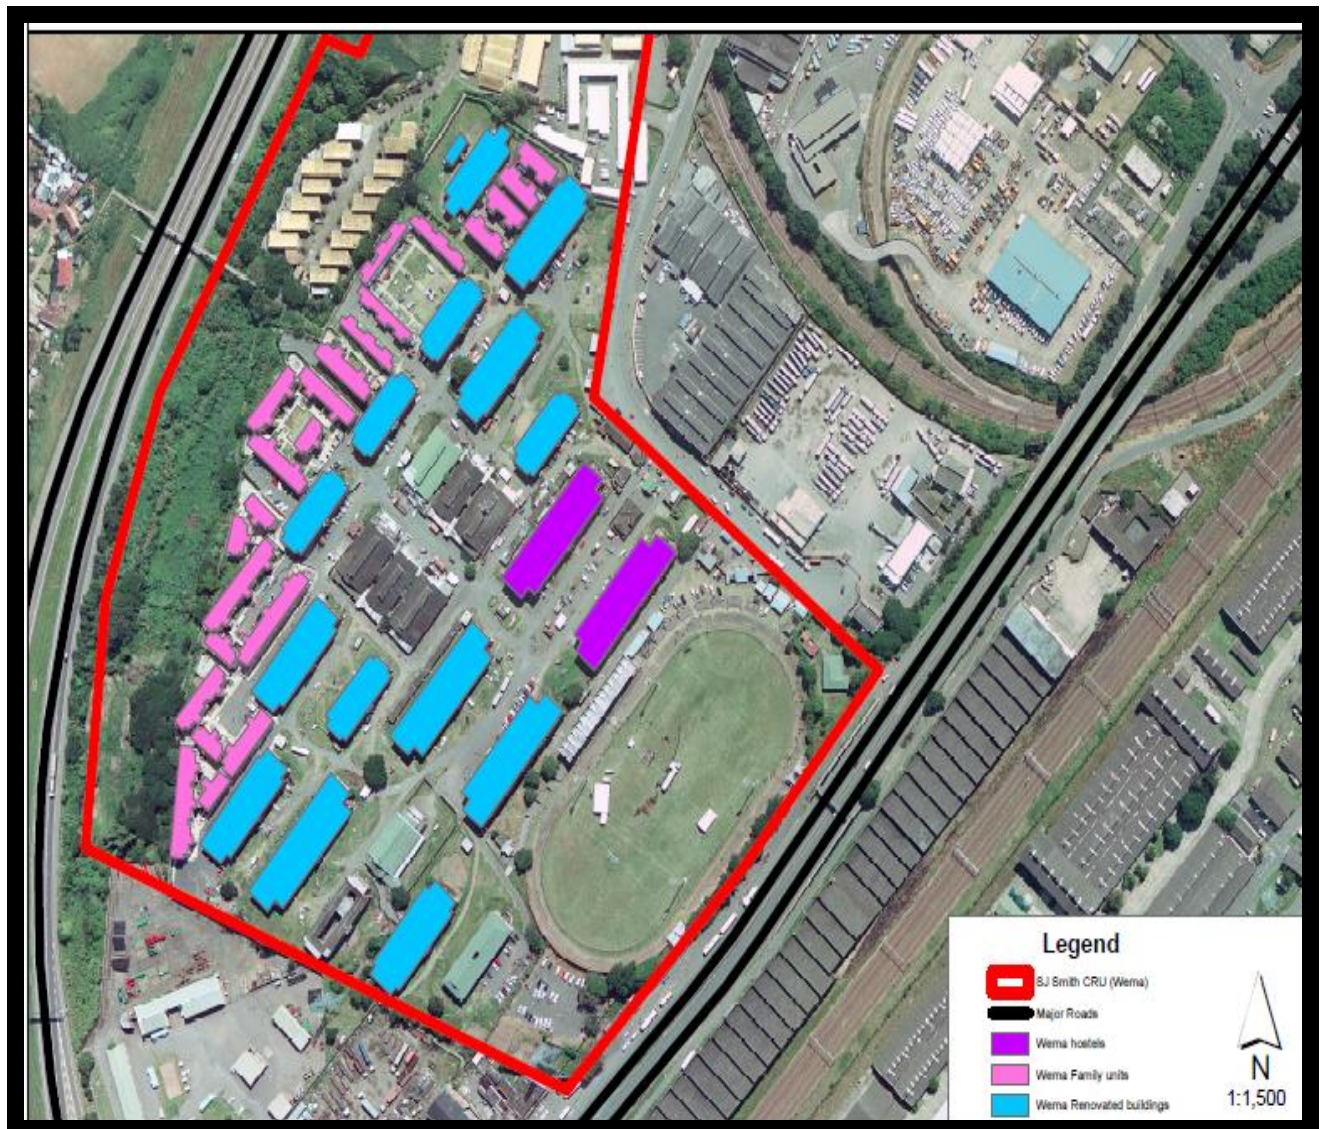 Legend
SJ Smith CRU (Wema)
Major Roads
Wema hostels
Wema Family units
Wema Renovated buildings
N
1:1,500